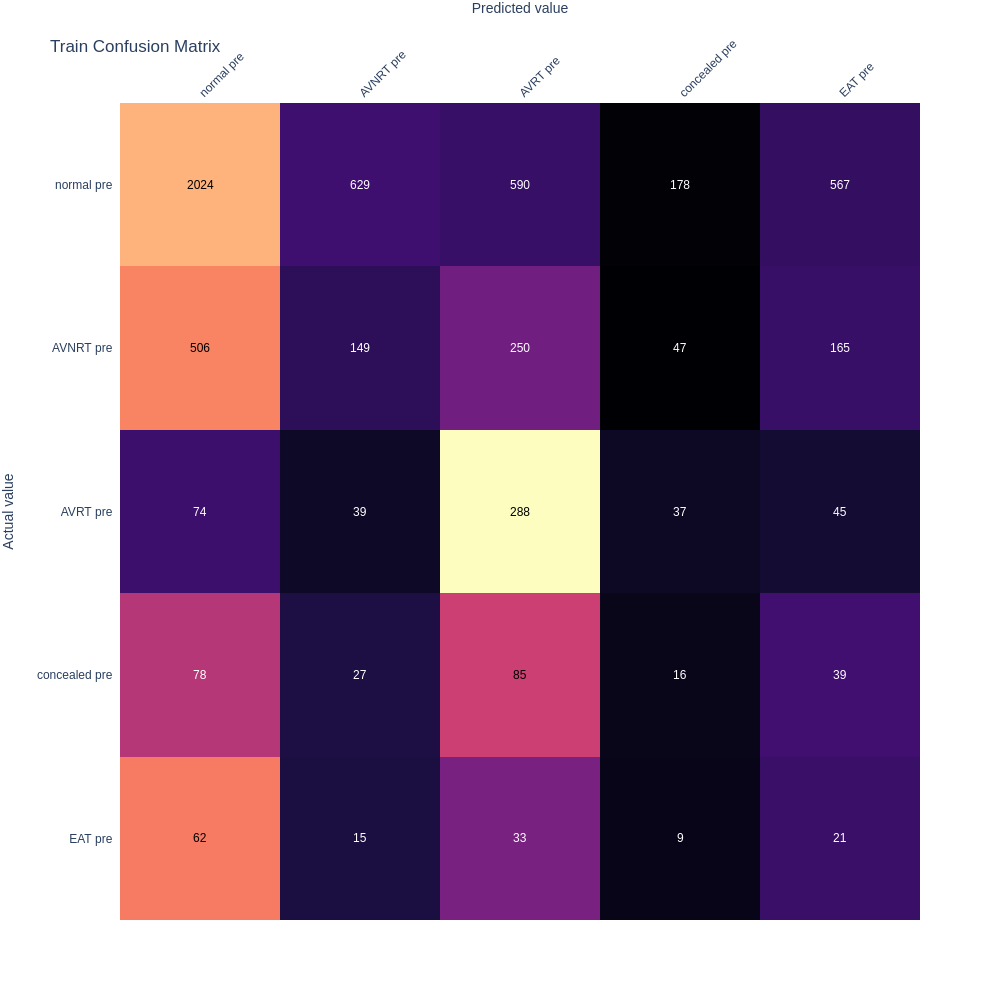 Predicted value
Train Confusion Matrix
normal pre
AVNRT pre
AVRT pre
concealed pre
EAT pre
normal pre 2024 629 590 178 567
AVNRT pre 506 149 250 47 165
AVRT pre 74 39 288 37 45
concealed pre 78 27 85 16 39
EAT pre 62 15 33 9 21
Actual value